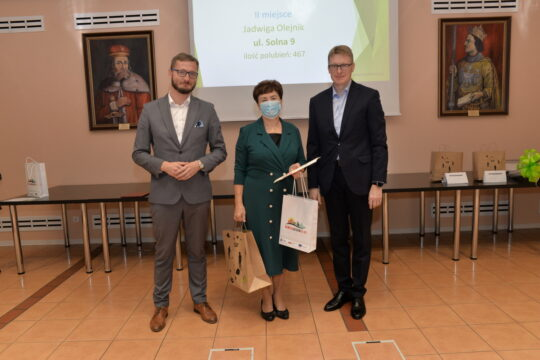 II miejsce
Jadwiga Olejnik
ul. Solna 9
ilość polubień: 467